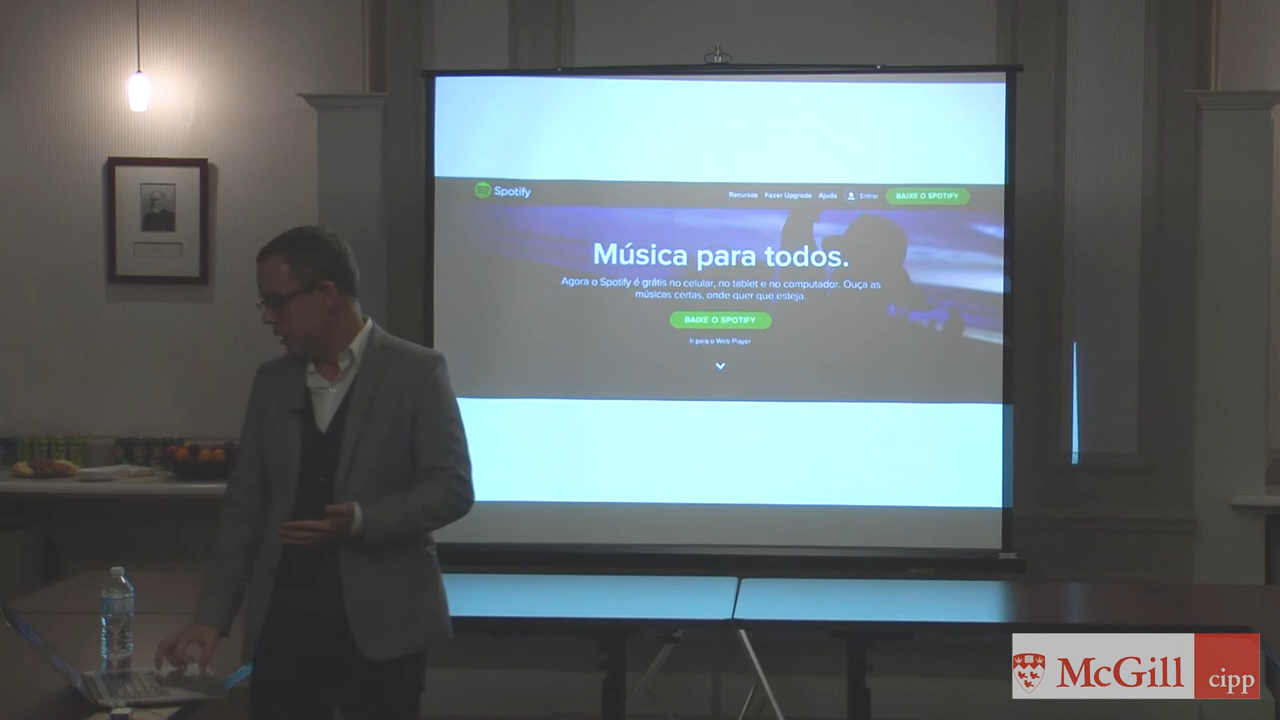 Spotify
Recursos Fazer Upgrade Ajuda Entrar BAIXE O SPOTIFY
Música para todos.
Agora o Spotify é grátis no celular, no tablet e no computador. Ouça as
músicas certas, onde quer que esteja.
BAIXE O SPOTIFY
Ir para o Web Player
McGill cipp